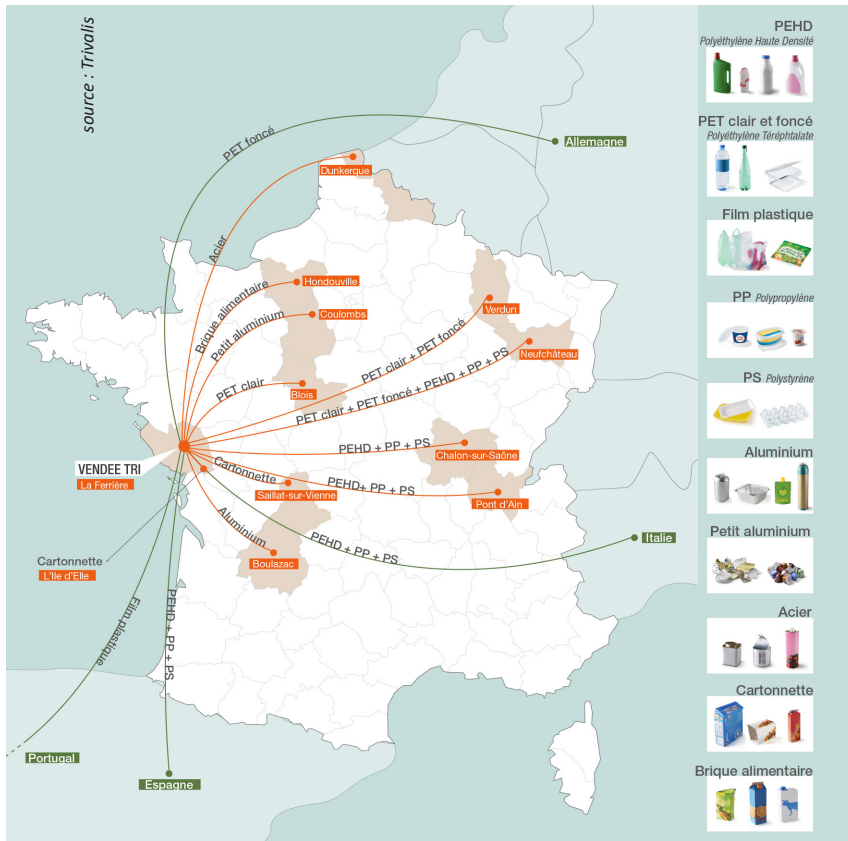 source : Trivalis
PET foncé
Allemagne
Dunkerque
Acier
Brique alimentaire
Hondouville
Petit aluminium
Coulombs
PET clair + PET foncé
Verdun
PET clair + PET foncé + PEHD + PP + PS
Neufchâteau
PET clair
Blois
PEHD + PP + PS
Chalon-sur-Saône
VENDEE TRI
La Ferrière
Cartonnette
Saillat-sur-Vienne
PEHD+ PP + PS
Pont d'Ain
Aluminium
Boulazac
PEHD + PP + PS
Italie
Cartonnette
L'Ile d'Elle
Film plastique
Portugal
PEHD + PP + PS
Espagne
PEHD
Polyéthylène Haute Densité
PET clair et foncé
Polyéthylène Téréphtalate
Film plastique
PP Polypropylène
PS Polystyrène
Aluminium
Petit aluminium
Acier
Cartonnette
Brique alimentaire